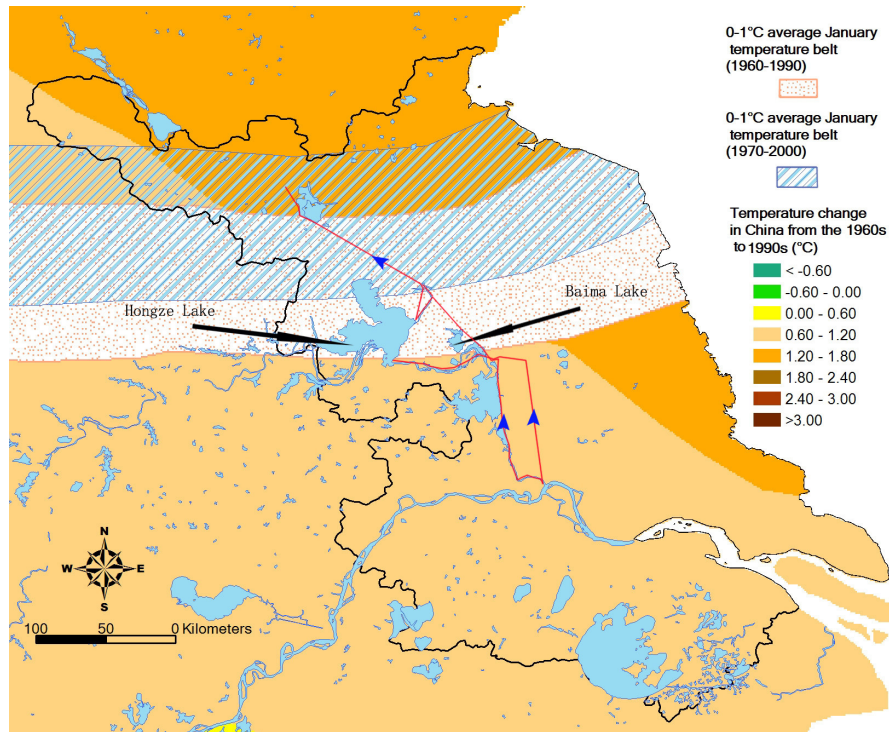 0-1°C average January
temperature belt
(1960-1990)
0-1°C average January
temperature belt
(1970-2000)
Temperature change
in China from the 1960s
to 1990s (°C)
< -0.60
-0.60 - 0.00
0.00 - 0.60
0.60 - 1.20
1.20 - 1.80
1.80 - 2.40
2.40 - 3.00
>3.00
Baima Lake
Hongze Lake
N
W E
S
100 50 0 Kilometers